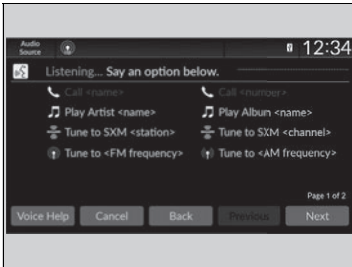 Audio
Source
12:34
Listening... Say an option below.
Call <name>
Call <number>
Play Artist <name>
Play Album <name>
Tune to SXM <station>
Tune to SXM <channel>
Tune to <FM frequency>
Tune to <AM frequency>
Page 1 of 2
Voice Help
Cancel
Back
Previous
Next